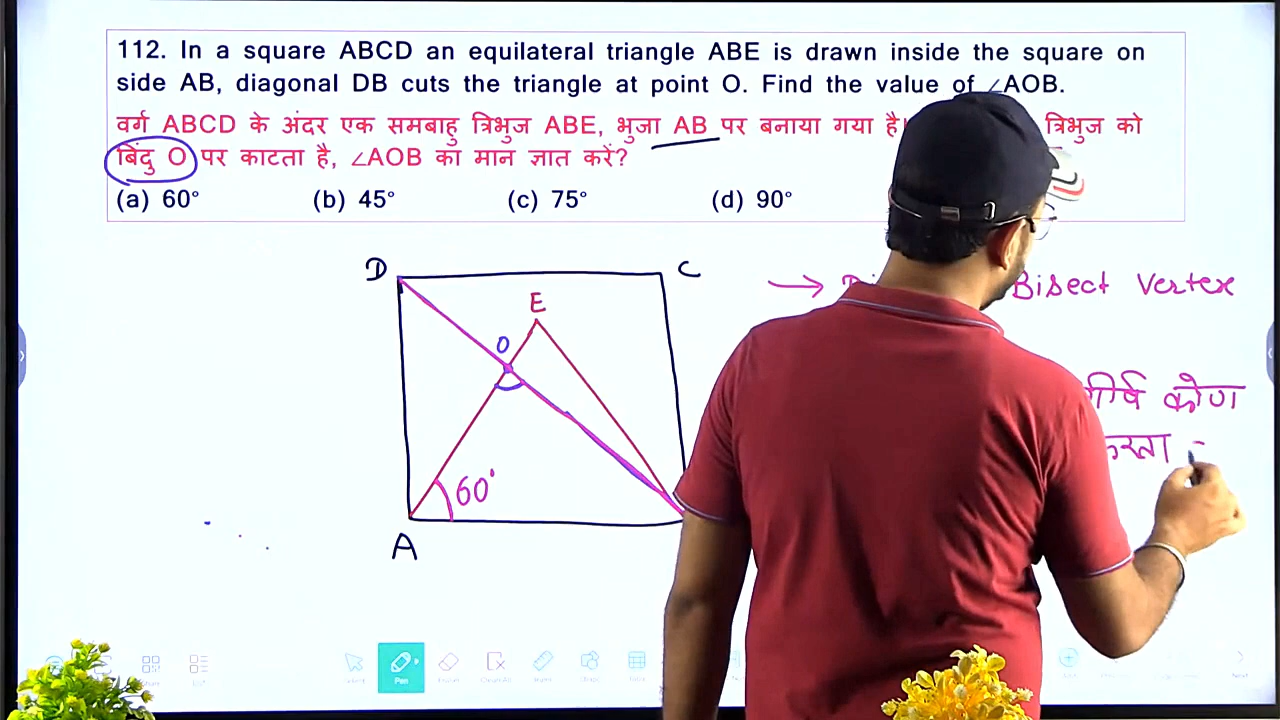 112. In a square ABCD an equilateral triangle ABE is drawn inside the square on
side AB, diagonal DB cuts the triangle at point O. Find the value of ∠AOB.
वर्ग ABCD के अंदर एक समबाहु त्रिभुज ABE, भुजा AB पर बनाया गया है। त्रिभुज को
बिंदु O पर काटता है, ∠AOB का मान ज्ञात करें?
(a) 60° (b) 45° (c) 75° (d) 90°
D C
E
O
→ Bisect Vertex
कोण
करता
60°
A
Pen